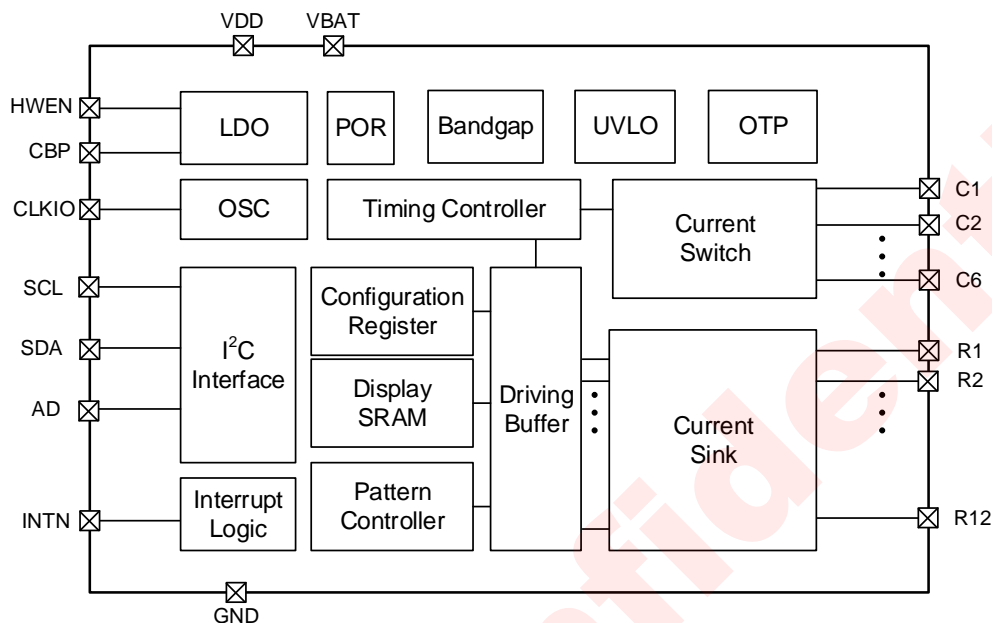 VDD VBAT
HWEN
CBP
CLKIO
SCL
SDA
AD
INTN
GND
LDO
POR
Bandgap
UVLO
OTP
OSC
Timing Controller
Current
Switch
I²C
Interface
Configuration
Register
Display
SRAM
Pattern
Controller
Driving
Buffer
Current
Sink
Interrupt
Logic
C1
C2
C6
R1
R2
R12